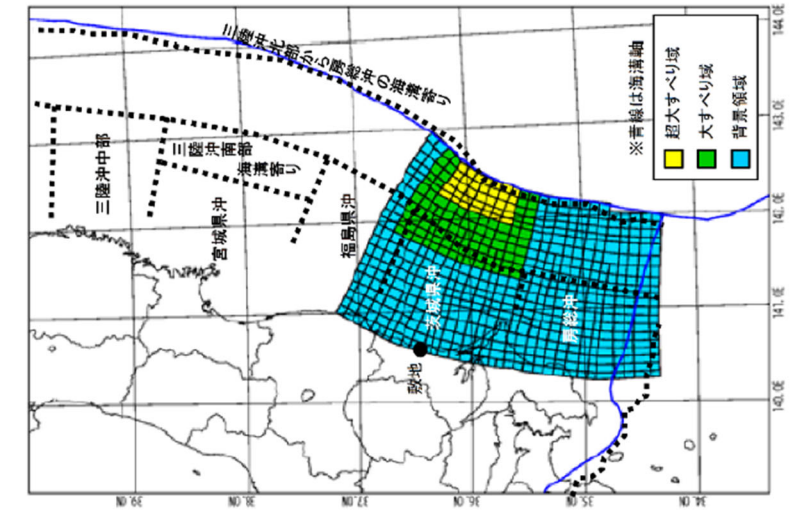 三陸沖北部から房総沖の海溝寄り
三陸沖中部
三陸沖南部
海溝寄り
宮城県沖
福島県沖
茨城県沖
房総沖
敷地
※青線は海溝軸
超大すべり域
大すべり域
背景領域
144.0E
143.0E
142.0E
141.0E
140.0E
39.0N
38.0N
37.0N
36.0N
35.0N
34.0N